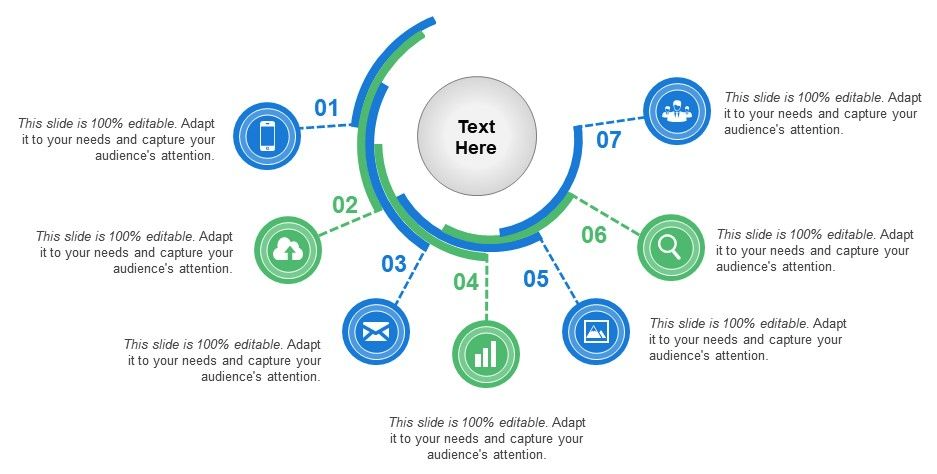 Text
Here
01
This slide is 100% editable. Adapt
it to your needs and capture your
audience's attention.
02
This slide is 100% editable. Adapt
it to your needs and capture your
audience's attention.
03
This slide is 100% editable. Adapt
it to your needs and capture your
audience's attention.
04
This slide is 100% editable. Adapt
it to your needs and capture your
audience's attention.
05
This slide is 100% editable. Adapt
it to your needs and capture your
audience's attention.
06
This slide is 100% editable. Adapt
it to your needs and capture your
audience's attention.
07
This slide is 100% editable. Adapt
it to your needs and capture your
audience's attention.